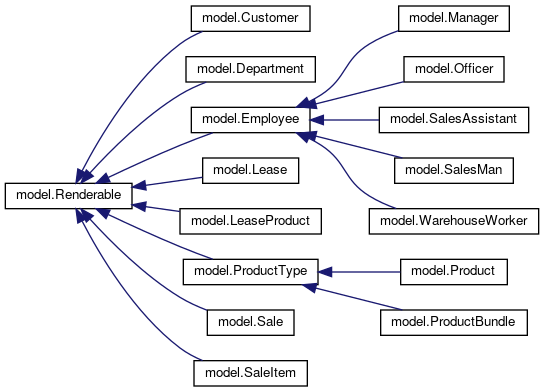 model.Renderable
model.Customer
model.Department
model.Employee
model.Lease
model.LeaseProduct
model.ProductType
model.Sale
model.SaleItem
model.Manager
model.Officer
model.SalesAssistant
model.SalesMan
model.WarehouseWorker
model.Product
model.ProductBundle